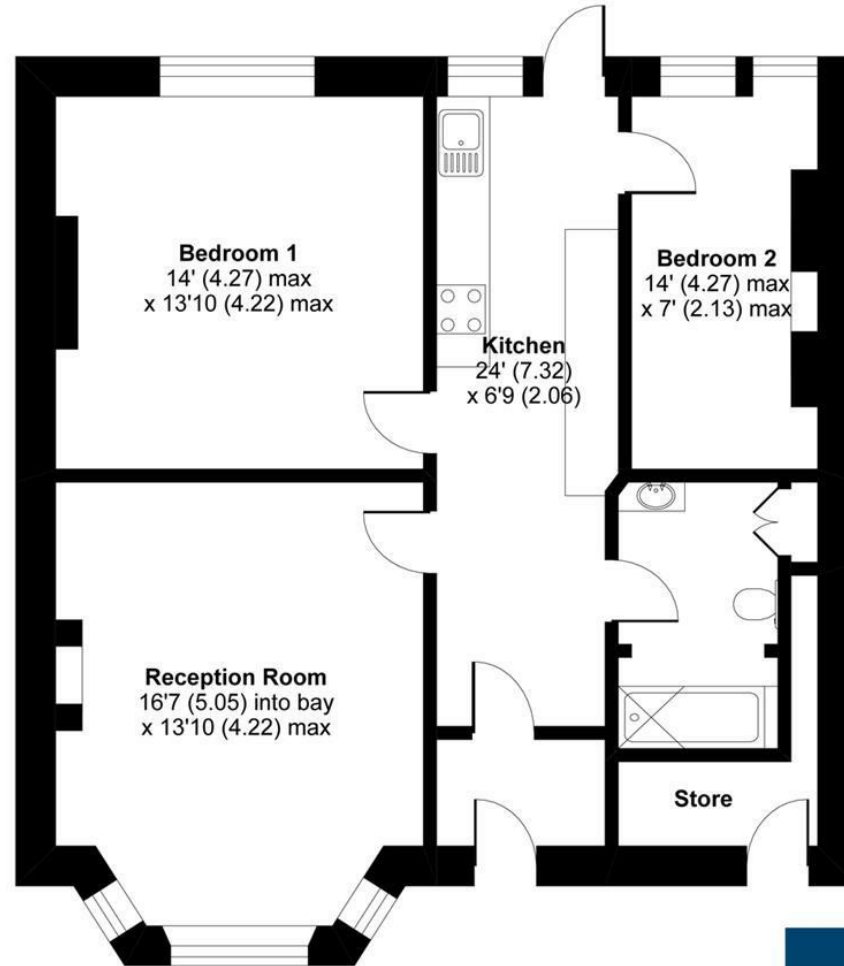 Bedroom 1
14' (4.27) max
x 13'10 (4.22) max
Bedroom 2
14' (4.27) max
x 7' (2.13) max
Kitchen
24' (7.32)
x 6'9 (2.06)
Reception Room
16'7 (5.05) into bay
x 13'10 (4.22) max
Store